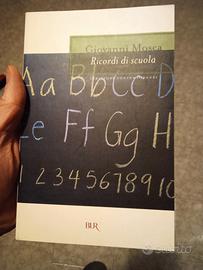 Giovanni Mosca
Ricordi di scuola
Aa Bb Cc D
Ee Ff Gg H
1 2 3 4 5 6 7 8 9 10
BUR
subito